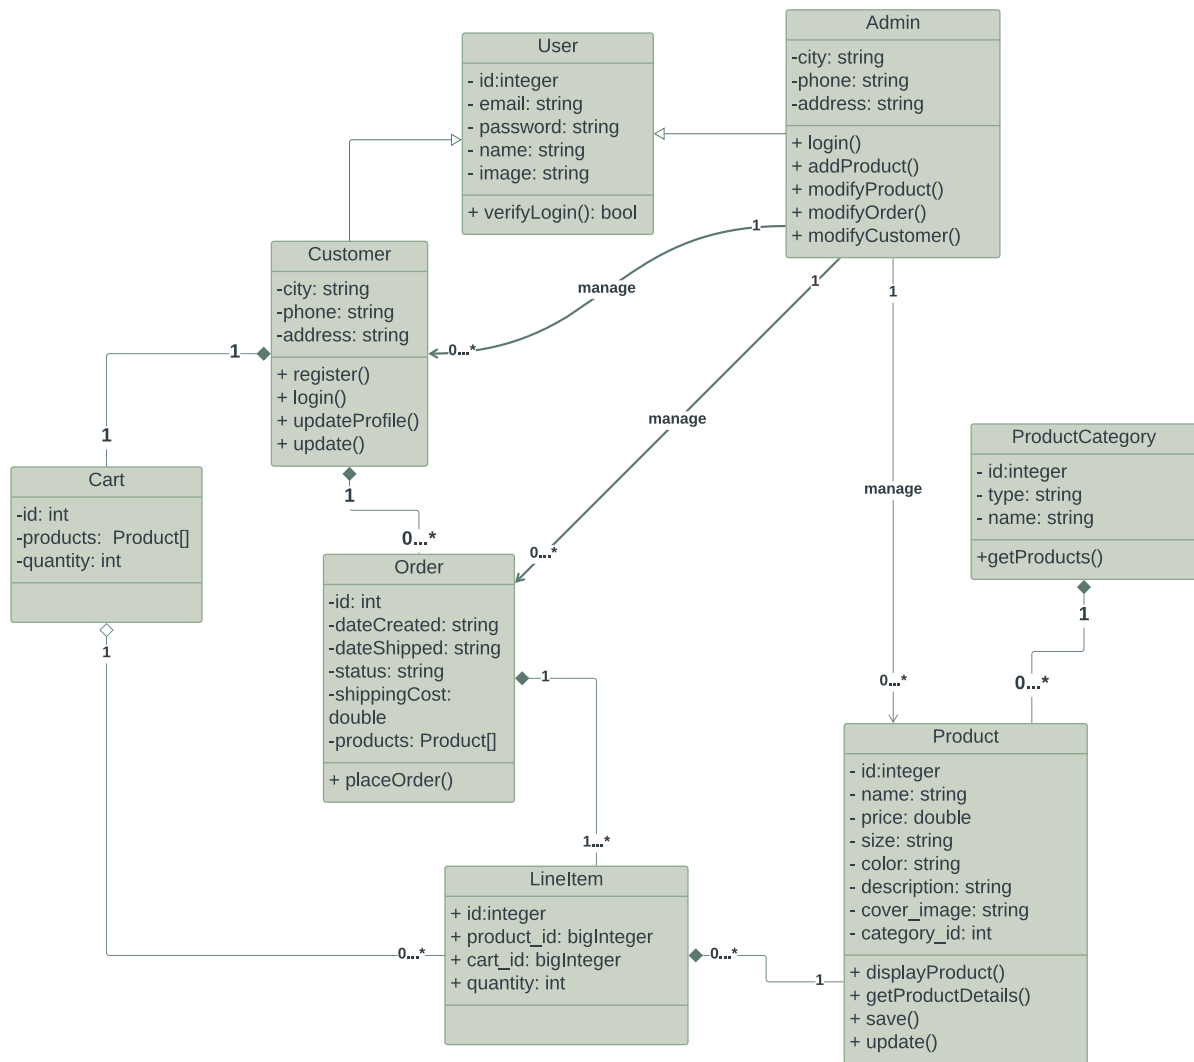 User
- id:integer
- email: string
- password: string
- name: string
- image: string
+ verifyLogin(): bool
Admin
-city: string
-phone: string
-address: string
+ login()
+ addProduct()
+ modifyProduct()
+ modifyOrder()
+ modifyCustomer()
1
manage
0...*
1
manage
0...*
1
manage
0...*
Customer
-city: string
-phone: string
-address: string
+ register()
+ login()
+ updateProfile()
+ update()
1
1
1
0...*
Cart
-id: int
-products:  Product[]
-quantity: int
1
0...*
Order
-id: int
-dateCreated: string
-dateShipped: string
-status: string
-shippingCost:
double
-products: Product[]
+ placeOrder()
1
1...*
ProductCategory
- id:integer
- type: string
- name: string
+getProducts()
1
0...*
LineItem
+ id:integer
+ product_id: bigInteger
+ cart_id: bigInteger
+ quantity: int
0...*
1
Product
- id:integer
- name: string
- price: double
- size: string
- color: string
- description: string
- cover_image: string
- category_id: int
+ displayProduct()
+ getProductDetails()
+ save()
+ update()